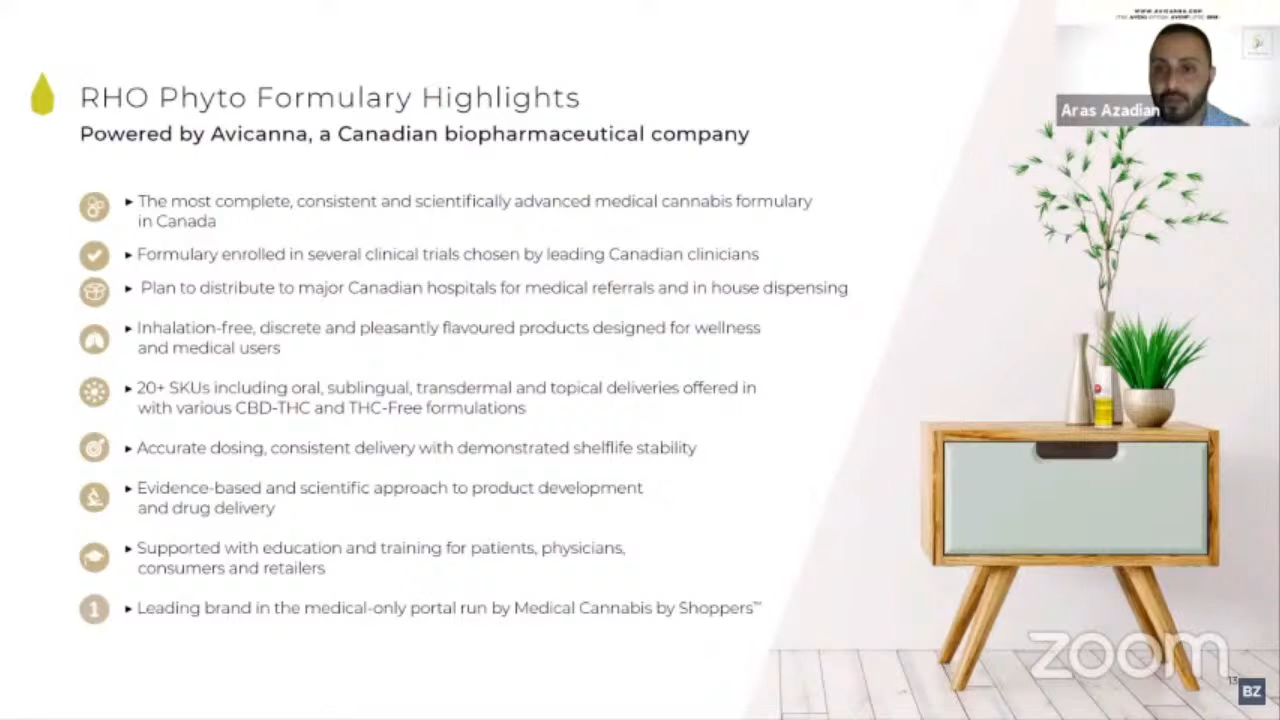 WWW.AVICANNA.COM
RHO Phyto Formulary Highlights
Aras Azadian
Powered by Avicanna, a Canadian biopharmaceutical company
▸ The most complete, consistent and scientifically advanced medical cannabis formulary
in Canada
▸ Formulary enrolled in several clinical trials chosen by leading Canadian clinicians
▸ Plan to distribute to major Canadian hospitals for medical referrals and in house dispensing
▸ Inhalation-free, discrete and pleasantly flavoured products designed for wellness
and medical users
▸ 20+ SKUs including oral, sublingual, transdermal and topical deliveries offered in
with various CBD-THC and THC-Free formulations
▸ Accurate dosing, consistent delivery with demonstrated shelflife stability
▸ Evidence-based and scientific approach to product development
and drug delivery
▸ Supported with education and training for patients, physicians,
consumers and retailers
1 ▸ Leading brand in the medical-only portal run by Medical Cannabis by Shoppers™
zoom
13
BZ